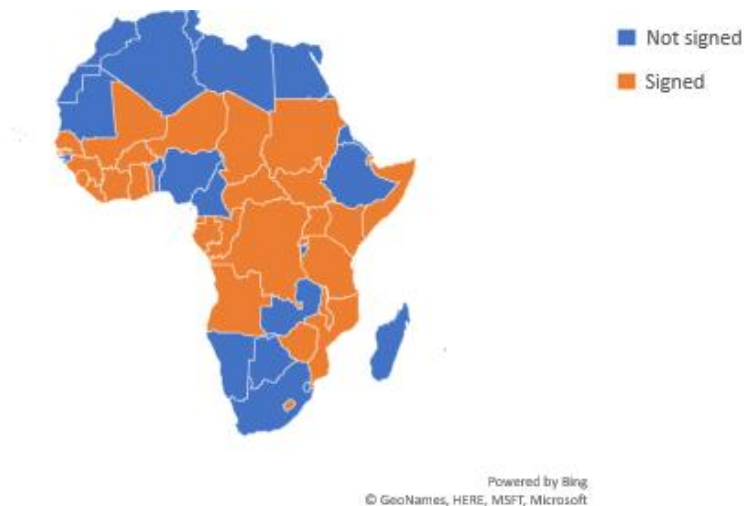 Not signed
Signed
Powered by Bing
© GeoNames, HERE, MSFT, Microsoft